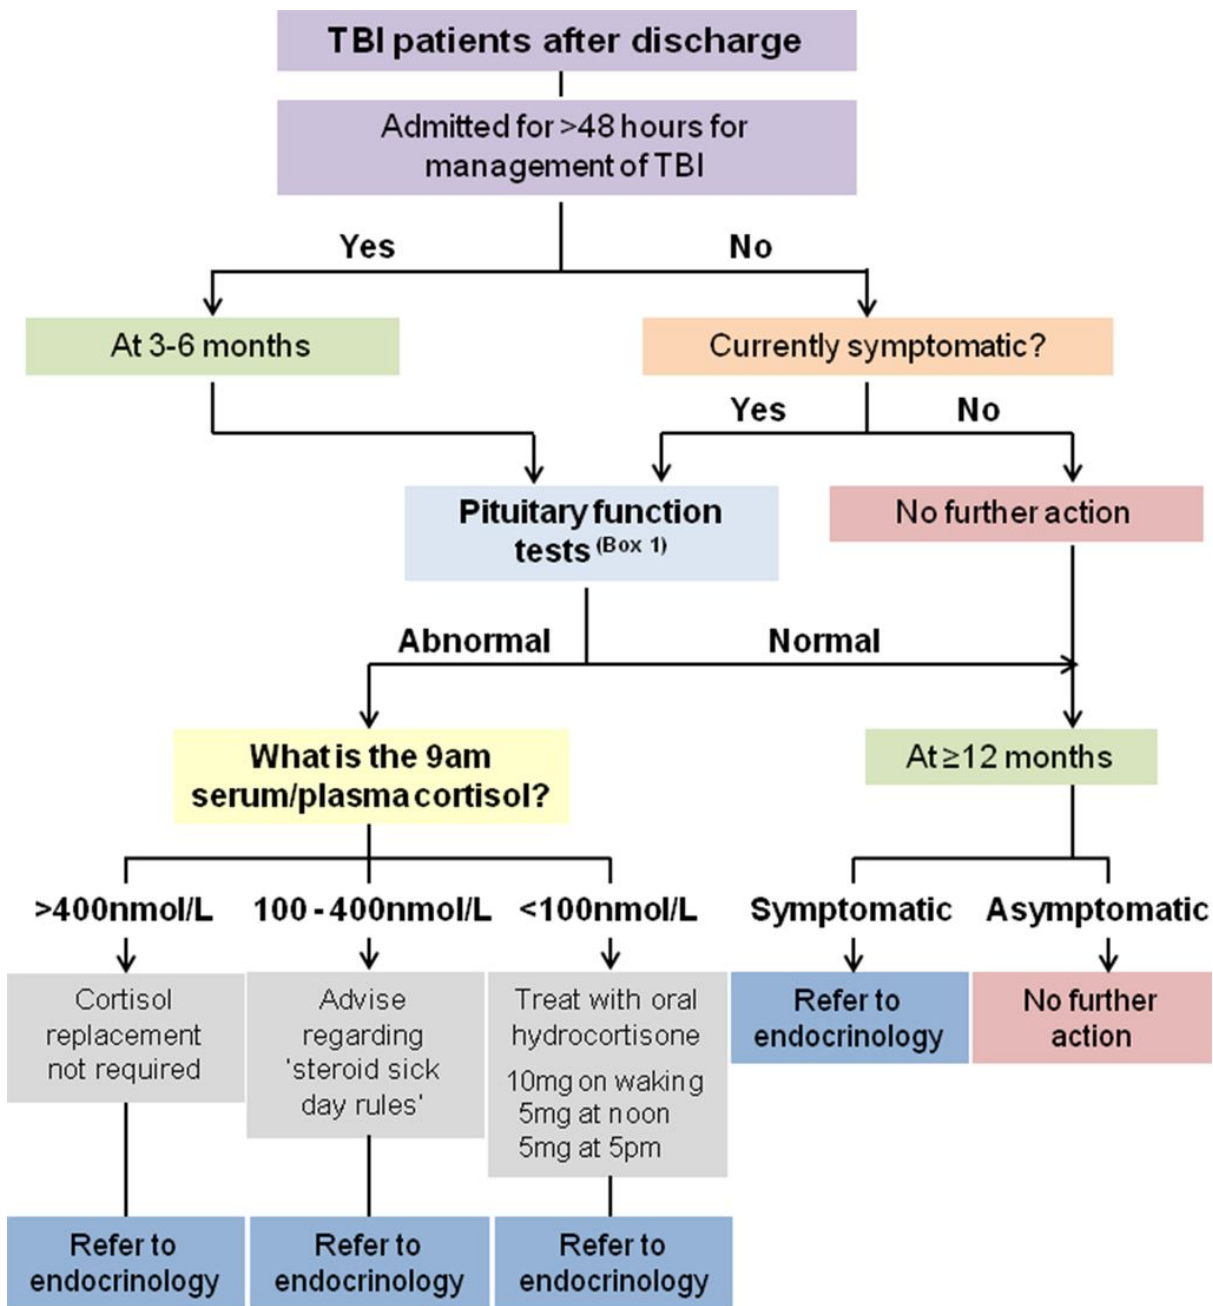 TBI patients after discharge
Admitted for >48 hours for
management of TBI
Yes
No
At 3-6 months
Currently symptomatic?
Yes
No
Pituitary function
tests (Box 1)
No further action
Abnormal
Normal
What is the 9am
serum/plasma cortisol?
At ≥12 months
>400nmol/L
100 - 400nmol/L
<100nmol/L
Symptomatic
Asymptomatic
Cortisol
replacement
not required
Advise
regarding
'steroid sick
day rules'
Treat with oral
hydrocortisone
10mg on waking
5mg at noon
5mg at 5pm
Refer to
endocrinology
No further
action
Refer to
endocrinology
Refer to
endocrinology
Refer to
endocrinology